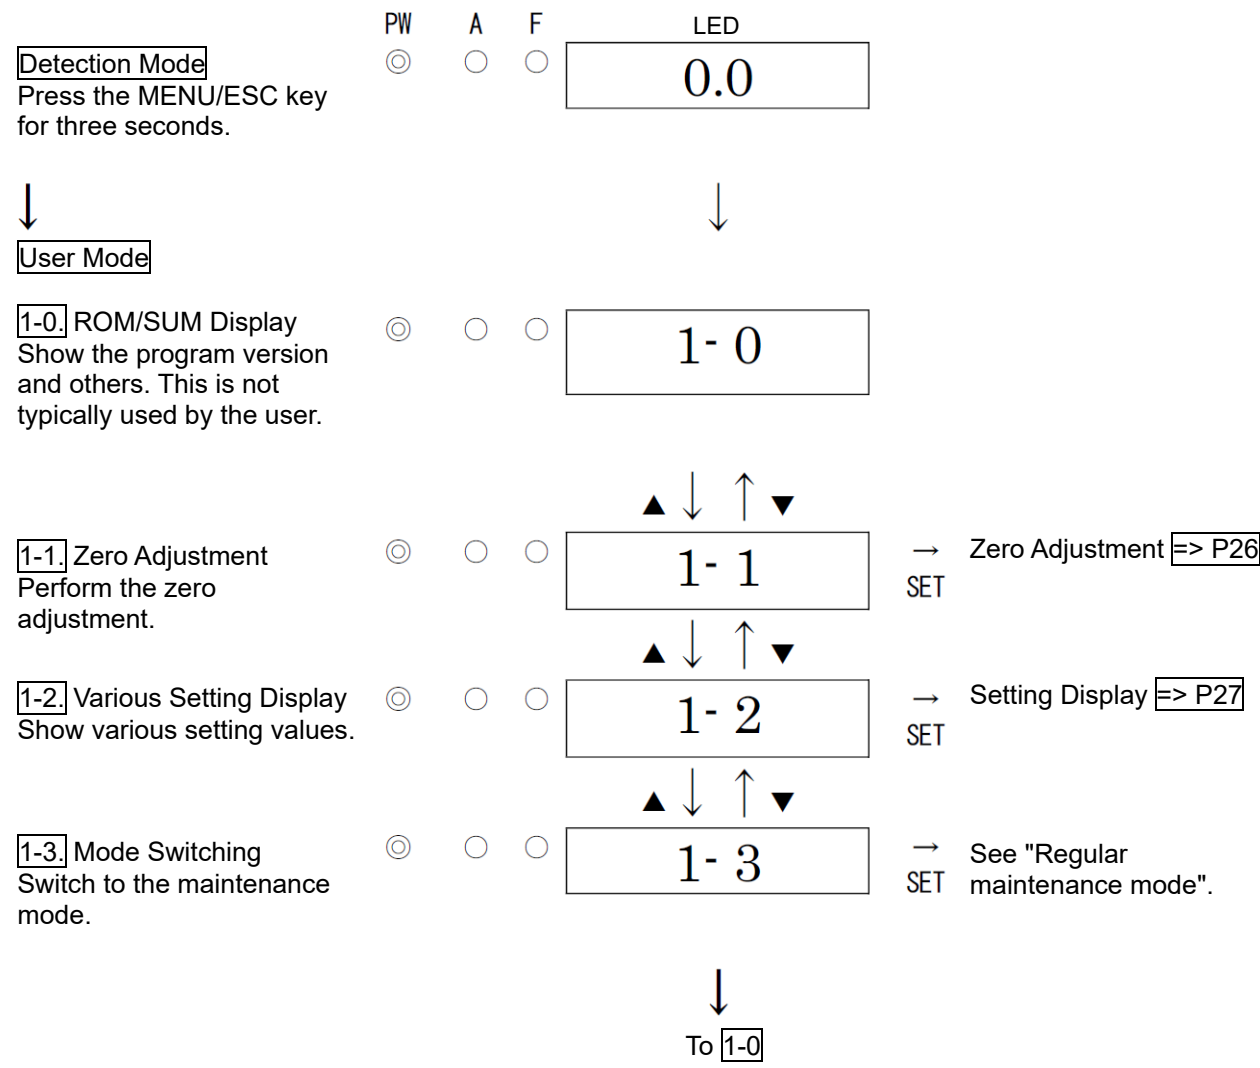 PW A F LED
Detection Mode
Press the MENU/ESC key
for three seconds.
0.0
↓ ↓
User Mode
1-0. ROM/SUM Display
Show the program version
and others. This is not
typically used by the user.
1- 0
▲ ↓ ↑ ▼
1-1. Zero Adjustment
Perform the zero
adjustment.
1- 1
→ Zero Adjustment => P26
SET
▲ ↓ ↑ ▼
1-2. Various Setting Display
Show various setting values.
1- 2
→ Setting Display => P27
SET
▲ ↓ ↑ ▼
1-3. Mode Switching
Switch to the maintenance
mode.
1- 3
→ See "Regular
SET maintenance mode".
↓
To 1-0